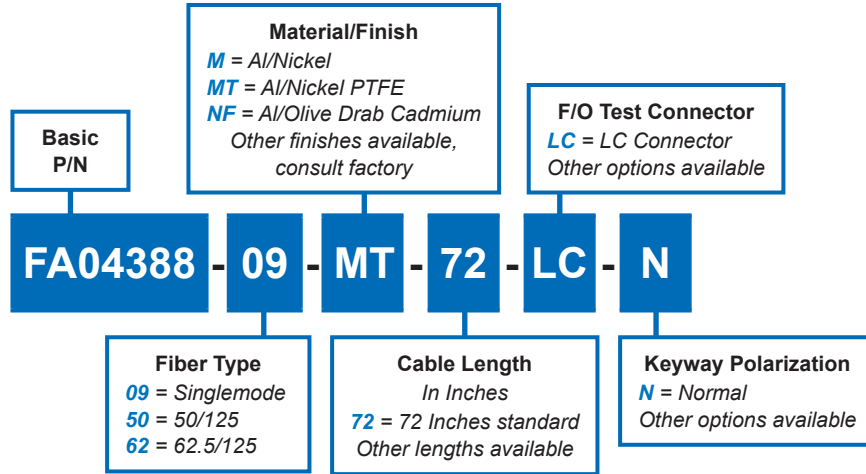 Material/Finish
M = Al/Nickel
MT = Al/Nickel PTFE
NF = Al/Olive Drab Cadmium
Other finishes available,
consult factory
F/O Test Connector
LC = LC Connector
Other options available
Basic
P/N
FA04388 - 09 - MT - 72 - LC - N
Fiber Type
09 = Singlemode
50 = 50/125
62 = 62.5/125
Cable Length
In Inches
72 = 72 Inches standard
Other lengths available
Keyway Polarization
N = Normal
Other options available